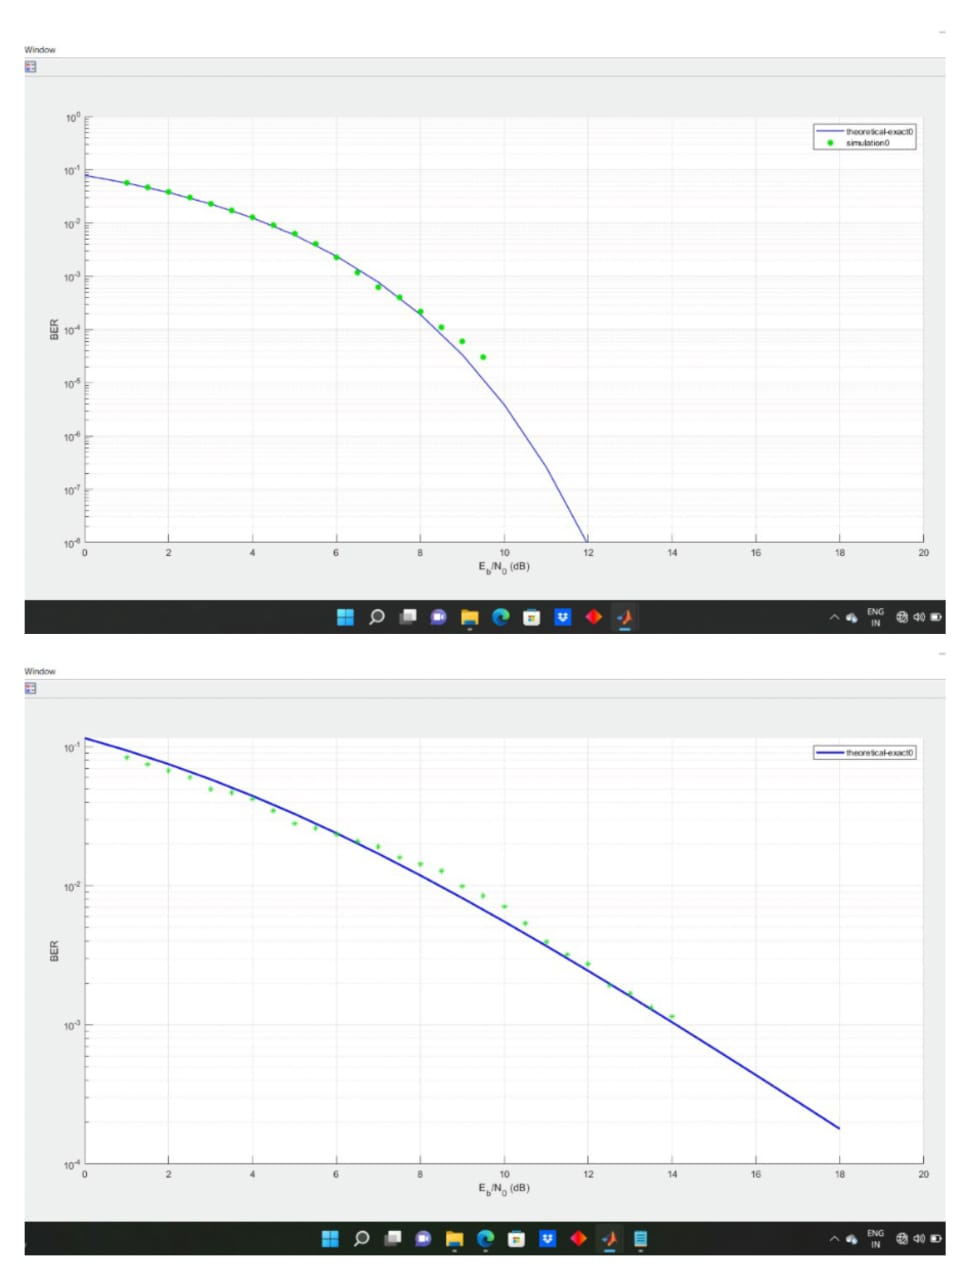 Window
10^0
theoretical-exact0
simulation0
10^-1
10^-2
10^-3
BER
10^-4
10^-5
10^-6
10^-7
10^-8
0 2 4 6 8 10 12 14 16 18 20
E_b/N_0 (dB)
ENG
IN
Window
10^-1
theoretical-exact0
10^-2
BER
10^-3
10^-4
0 2 4 6 8 10 12 14 16 18 20
E_b/N_0 (dB)
ENG
IN